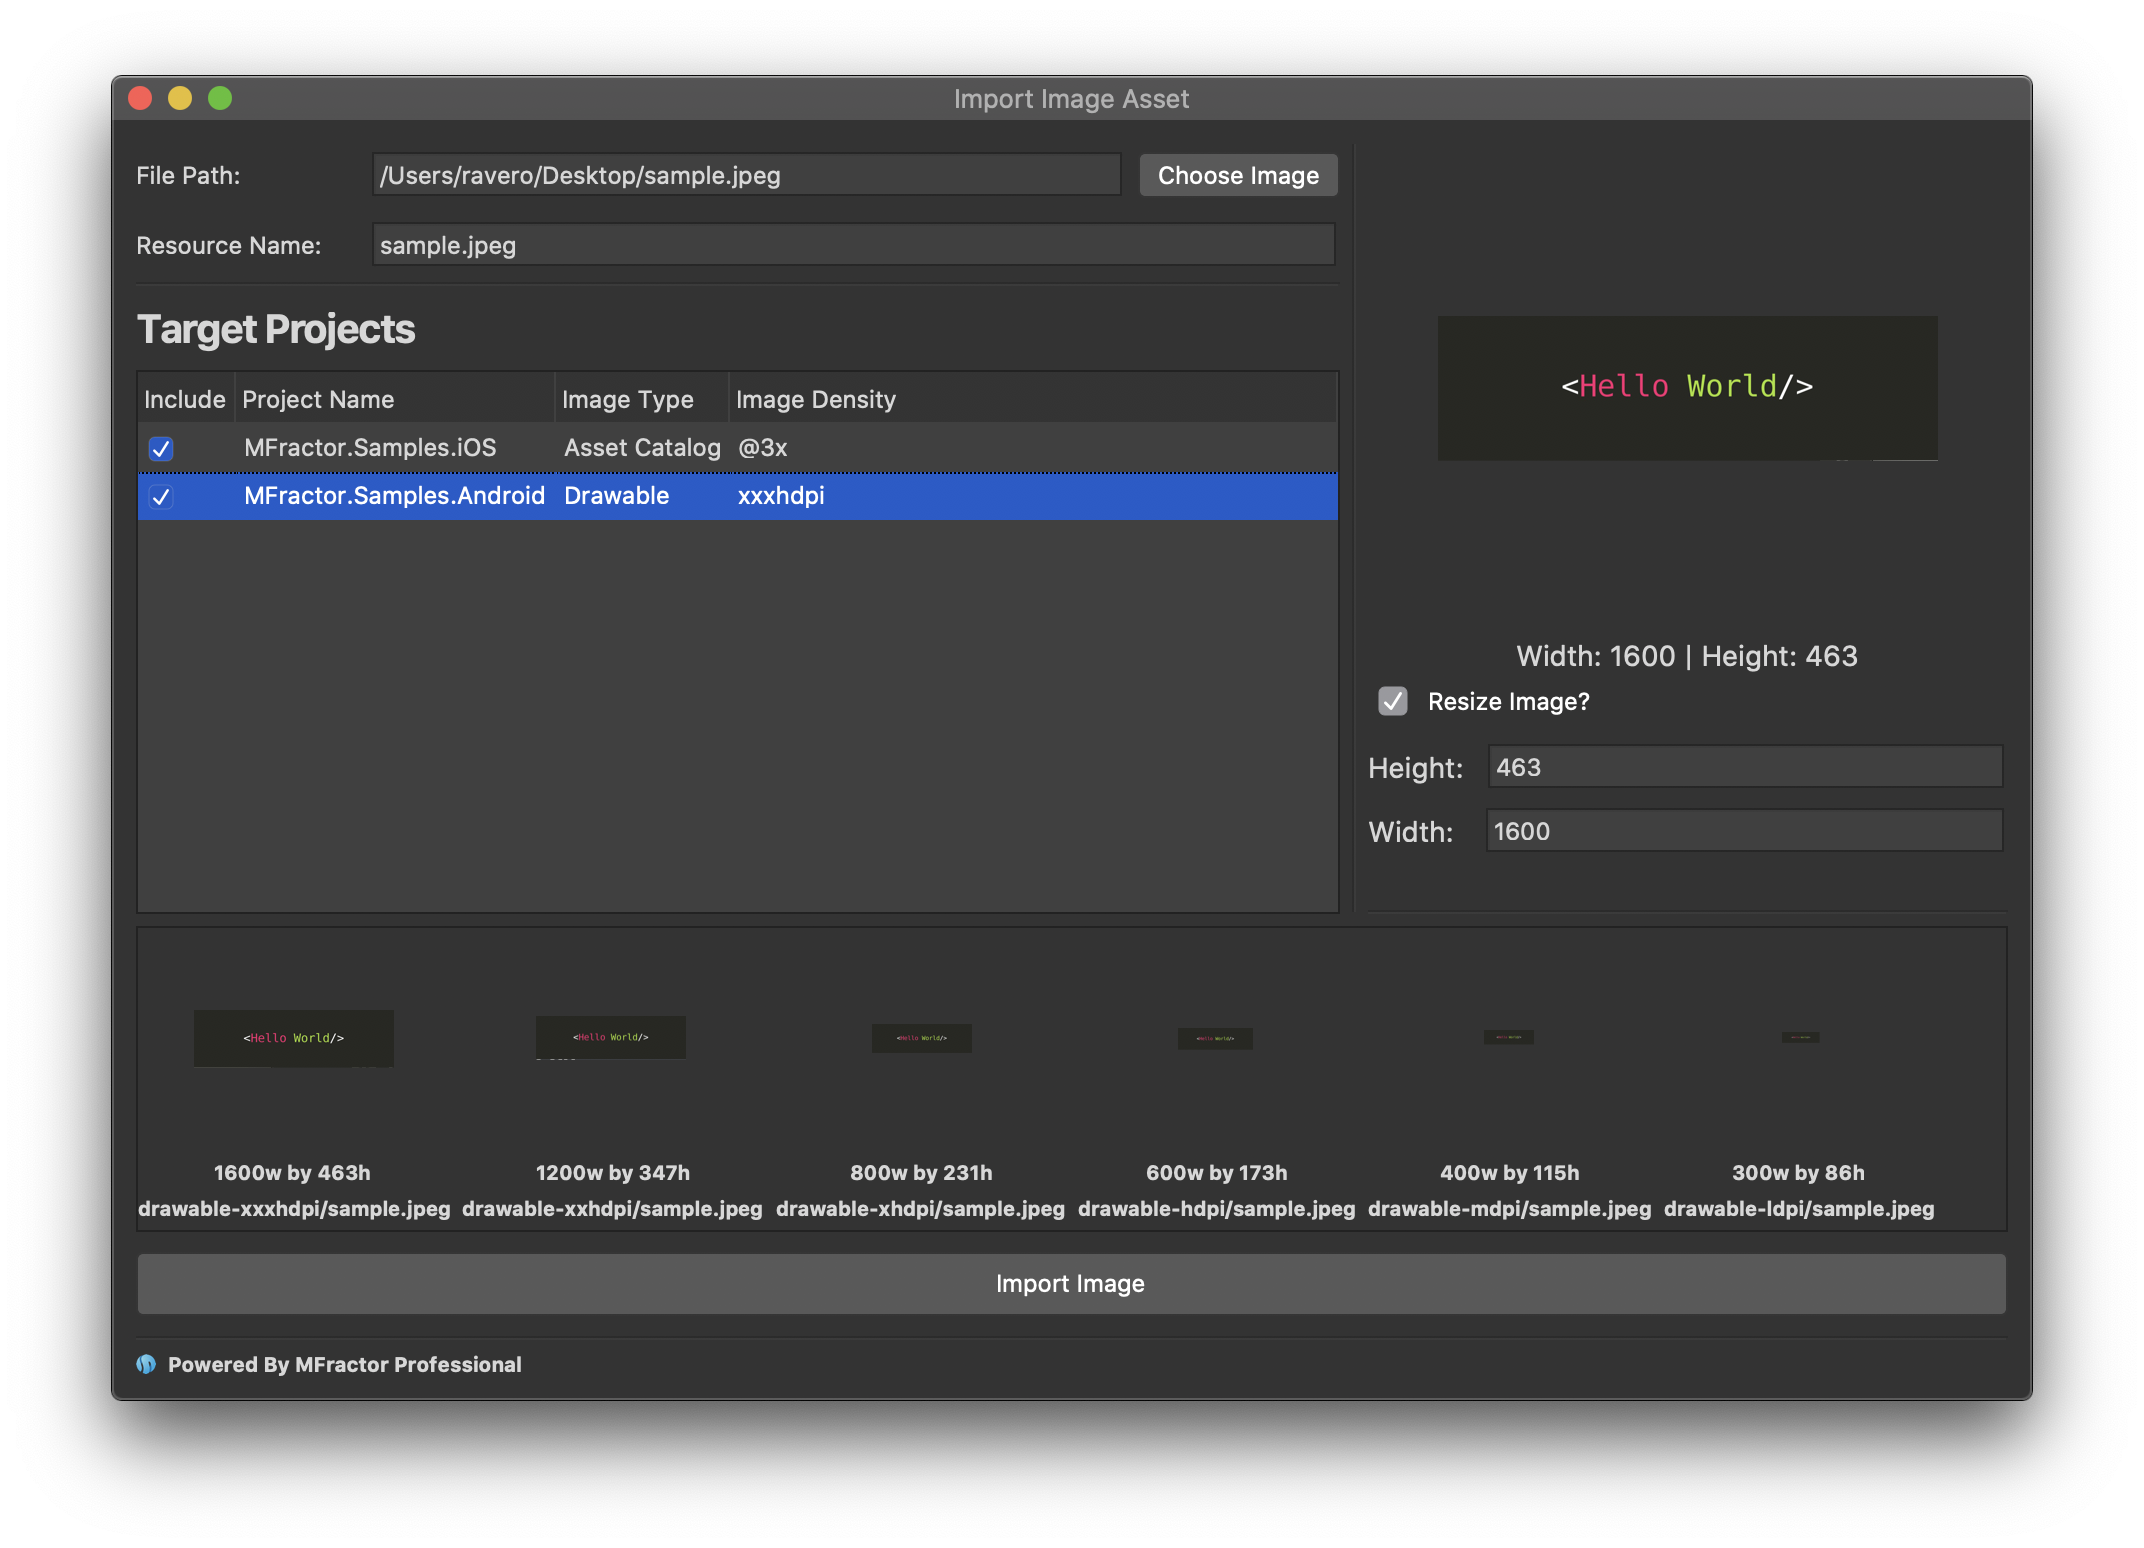 Import Image Asset
File Path: /Users/ravero/Desktop/sample.jpeg Choose Image
Resource Name: sample.jpeg
Target Projects
Include Project Name Image Type Image Density
MFractor.Samples.iOS Asset Catalog @3x
MFractor.Samples.Android Drawable xxxhdpi
<Hello World/>
Width: 1600 | Height: 463
Resize Image?
Height: 463
Width: 1600
<Hello World/> <Hello World/> <Hello World/> <Hello World/>
1600w by 463h 1200w by 347h 800w by 231h 600w by 173h 400w by 115h 300w by 86h
drawable-xxxhdpi/sample.jpeg drawable-xxhdpi/sample.jpeg drawable-xhdpi/sample.jpeg drawable-hdpi/sample.jpeg drawable-mdpi/sample.jpeg drawable-ldpi/sample.jpeg
Import Image
Powered By MFractor Professional